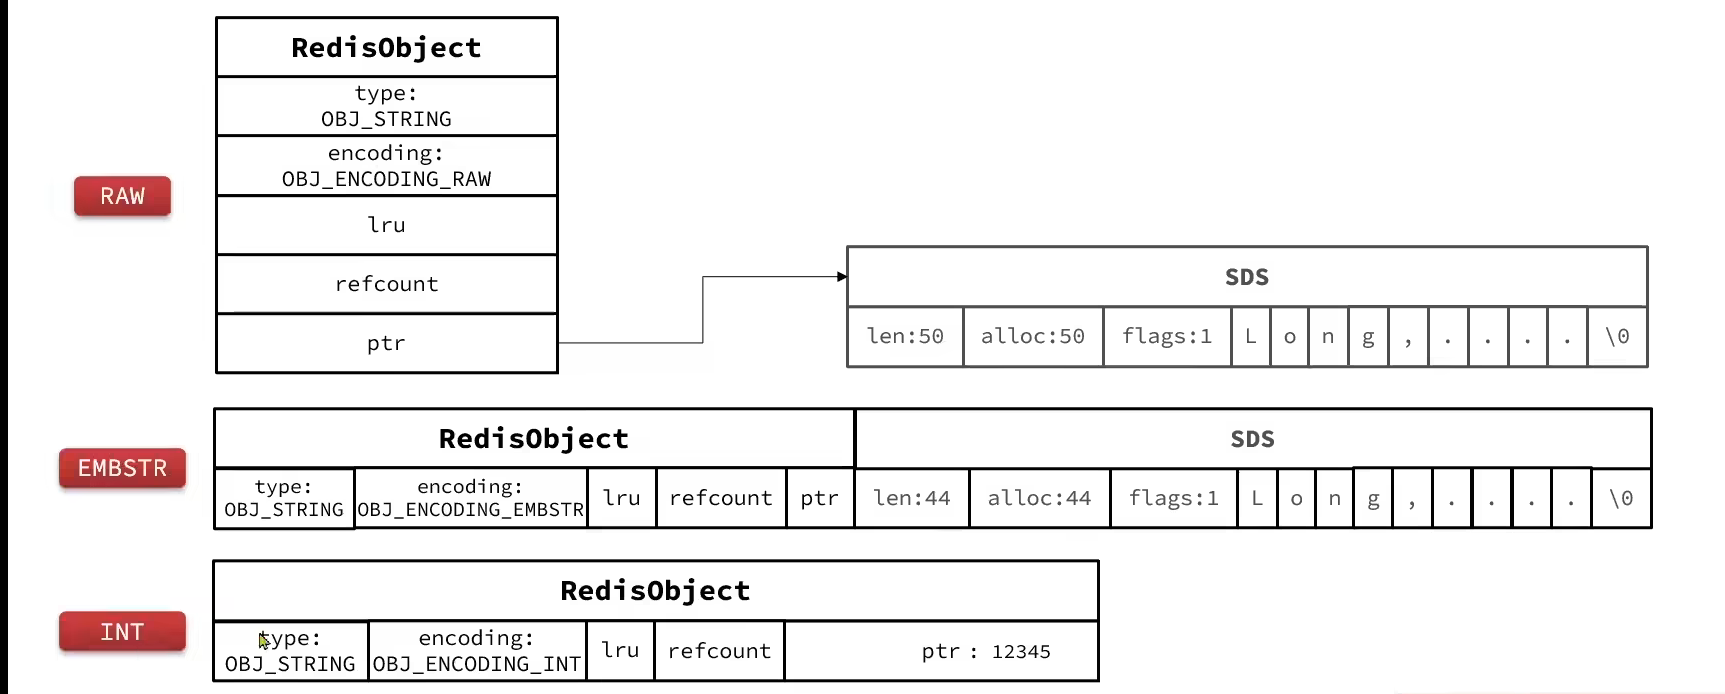 RedisObject
type:
OBJ_STRING
encoding:
OBJ_ENCODING_RAW
RAW
lru
refcount
ptr
SDS
len:50 alloc:50 flags:1 L o n g , . . . . \0
RedisObject SDS
EMBSTR
type:
OBJ_STRING
encoding:
OBJ_ENCODING_EMBSTR
lru refcount ptr len:44 alloc:44 flags:1 L o n g , . . . . \0
RedisObject
INT
type:
OBJ_STRING
encoding:
OBJ_ENCODING_INT
lru refcount ptr : 12345